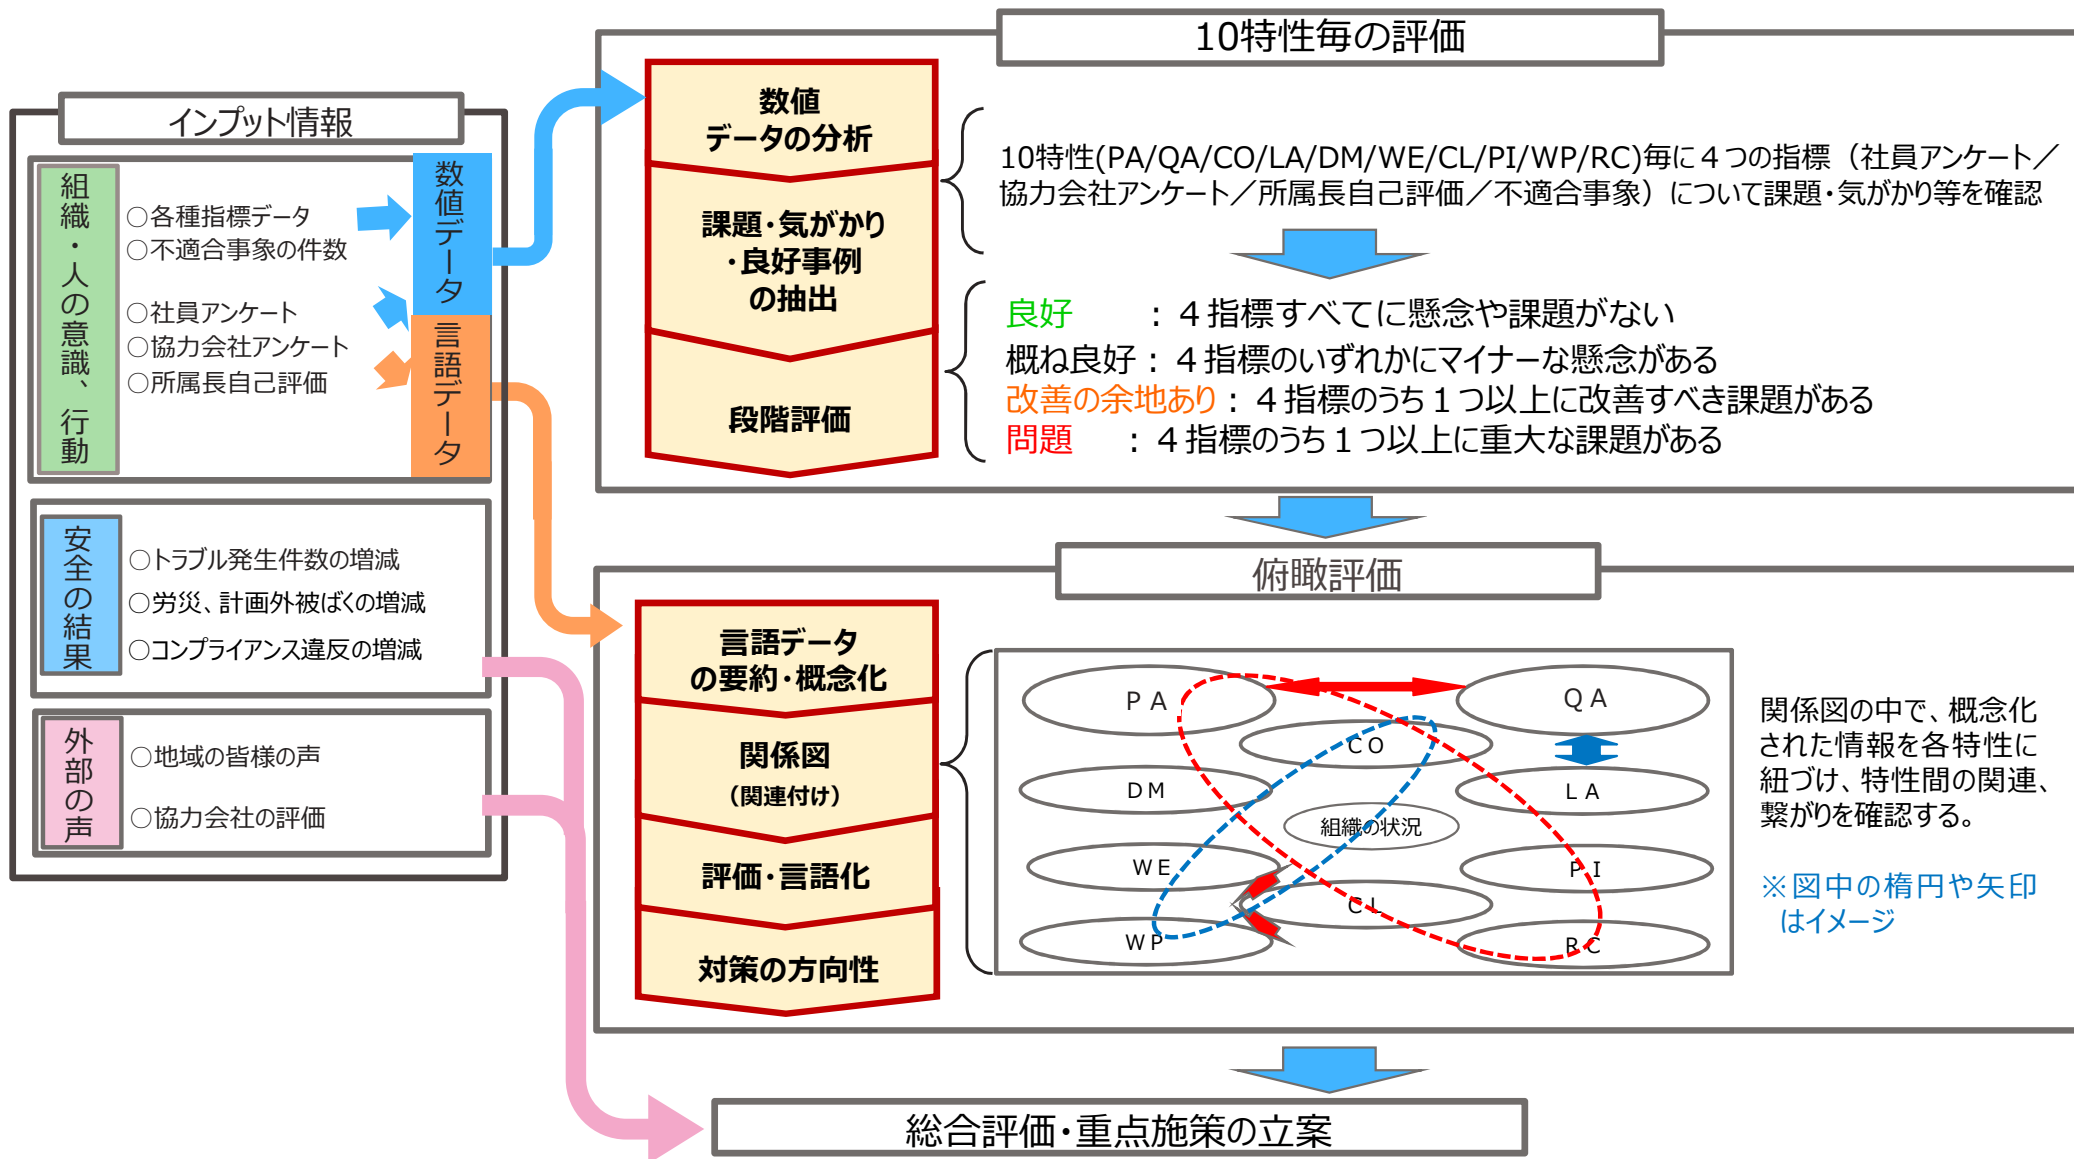 10特性毎の評価
インプット情報
組織・人の意識、行動
○各種指標データ
○不適合事象の件数
○社員アンケート
○協力会社アンケート
○所属長自己評価
数値データ
言語データ
安全の結果
○トラブル発生件数の増減
○労災、計画外被ばくの増減
○コンプライアンス違反の増減
外部の声
○地域の皆様の声
○協力会社の評価
数値
データの分析
課題・気がかり
・良好事例
の抽出
段階評価
10特性(PA/QA/CO/LA/DM/WE/CL/PI/WP/RC)毎に４つの指標（社員アンケート／
協力会社アンケート／所属長自己評価／不適合事象）について課題・気がかり等を確認
良好　　：４指標すべてに懸念や課題がない
概ね良好：４指標のいずれかにマイナーな懸念がある
改善の余地あり：４指標のうち１つ以上に改善すべき課題がある
問題　　：４指標のうち１つ以上に重大な課題がある
俯瞰評価
言語データ
の要約・概念化
関係図
（関連付け）
評価・言語化
対策の方向性
ＰＡ
ＱＡ
ＣＯ
ＤＭ
ＬＡ
組織の状況
ＷＥ
ＰＩ
ＣＬ
ＷＰ
ＲＣ
関係図の中で、概念化
された情報を各特性に
紐づけ、特性間の関連、
繋がりを確認する。
※図中の楕円や矢印
はイメージ
総合評価・重点施策の立案